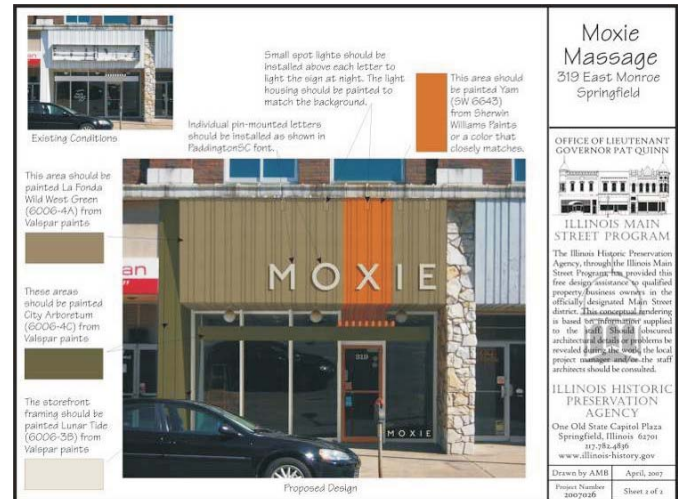 Small spot lights should be
installed above each letter to
light the sign at night. The light
housing should be painted to
match the background.
This area should
be painted Yam
(SW 6643)
from Sherwin
Williams Paints
or a color that
closely matches.
Existing Conditions
Individual pin-mounted letters
should be installed as shown in
PaddingtonSC font.
This area should be
painted La Fonda
Wild West Green
(6006-4A) from
Valspar paints
These areas
should be painted
City Arboretum
(6006-4C) from
Valspar paints
The storefront
framing should be
painted Lunar Tide
(6006-3B) from
Valspar paints
an
MOXIE
319
MOXIE
Proposed Design
Moxie
Massage
319 East Monroe
Springfield
OFFICE OF LIEUTENANT
GOVERNOR PAT QUINN
ILLINOIS MAIN
STREET PROGRAM
The Illinois Historic Preservation
Agency, through the Illinois Main
Street Program, has provided this
free design assistance to qualified
property/business owners in the
officially designated Main Street
district. This conceptual rendering
is based on information supplied
to the staff. Should obscured
architectural details or problems be
revealed during the work, the local
project manager and/or the staff
architects should be consulted.
ILLINOIS HISTORIC
PRESERVATION
AGENCY
One Old State Capitol Plaza
Springfield, Illinois 62701
217.782.4836
www.illinois-history.gov
Drawn by AMB
April, 2007
Project Number
2007026
Sheet 2 of 2